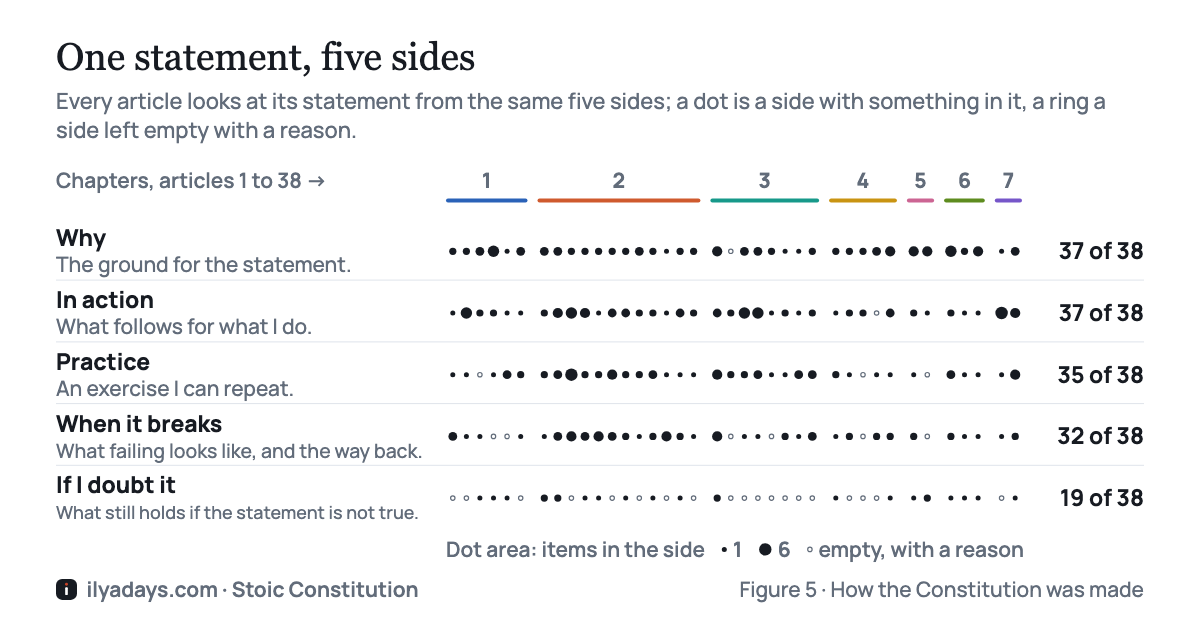 One statement, five sides
Every article looks at its statement from the same five sides; a dot is a side with something in it, a ring a
side left empty with a reason.
Chapters, articles 1 to 38 → 1 2 3 4 5 6 7
Why
The ground for the statement.
37 of 38
In action
What follows for what I do.
37 of 38
Practice
An exercise I can repeat.
35 of 38
When it breaks
What failing looks like, and the way back.
32 of 38
If I doubt it
What still holds if the statement is not true.
19 of 38
Dot area: items in the side 1 6 empty, with a reason
ilyadays.com · Stoic Constitution
Figure 5 · How the Constitution was made